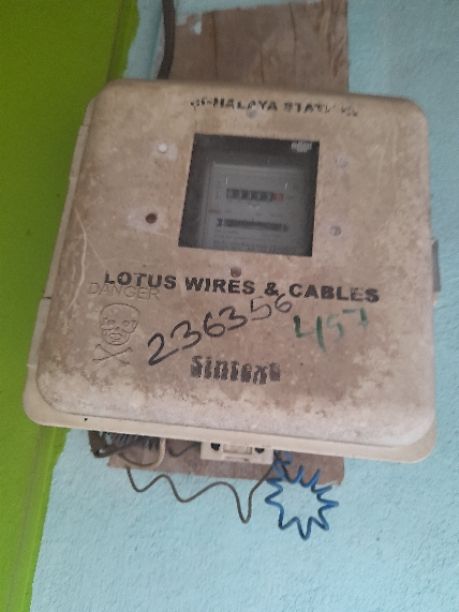 LOTUS WIRES & CABLES
DANGER
236356
457
Sintex